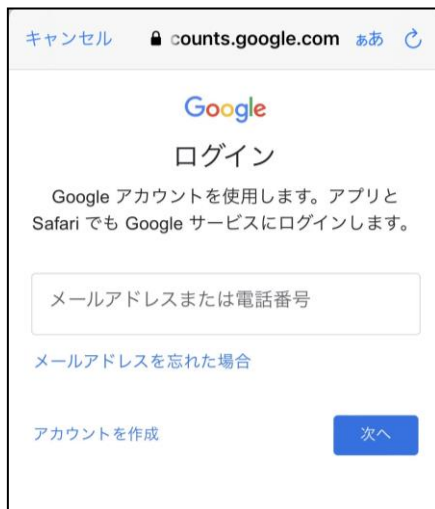 キャンセル counts.google.com ぁあ
Google
ログイン
Google アカウントを使用します。アプリと
Safari でも Google サービスにログインします。
メールアドレスまたは電話番号
メールアドレスを忘れた場合
アカウントを作成 次へ